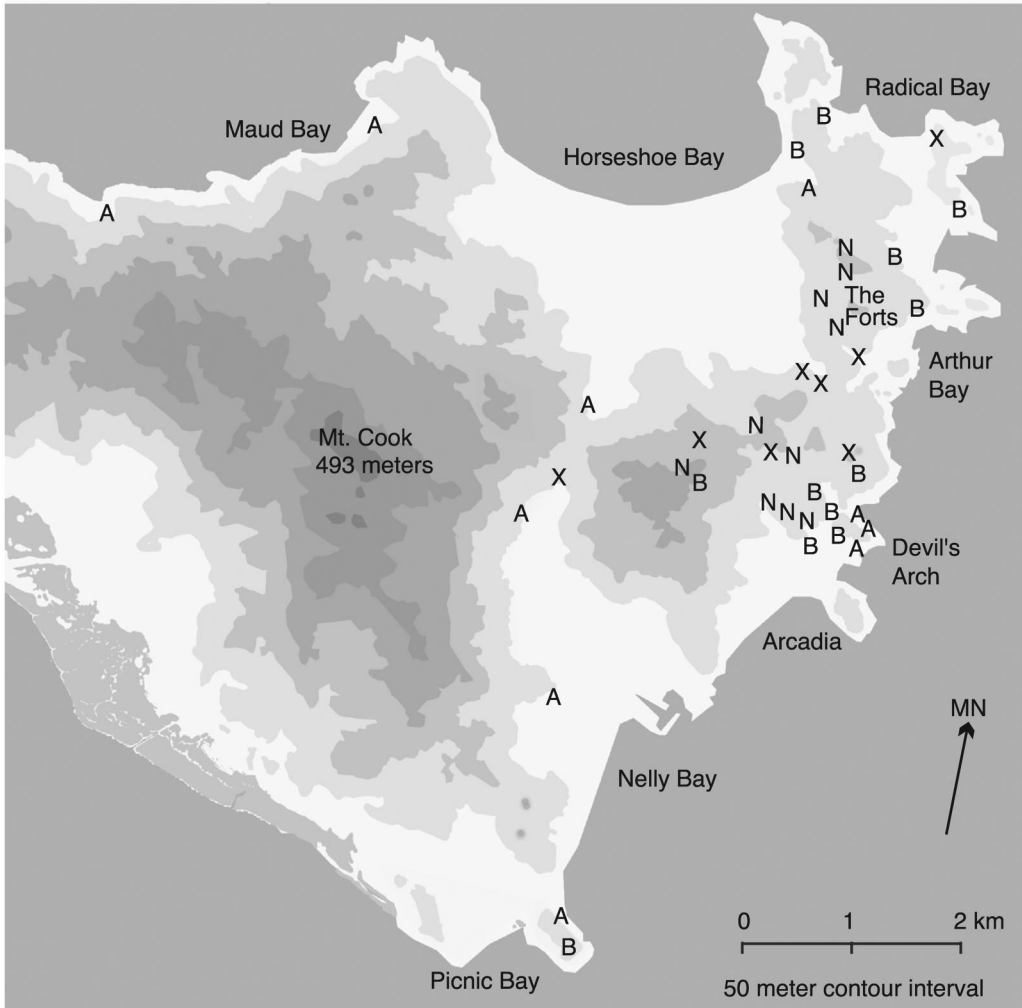 Radical Bay
B
A
Maud Bay
X
B
Horseshoe Bay
A
A
B
N
B
N
N
The
B
Forts
N
X
Arthur
Bay
X
X
A
N
Mt. Cook
X
X
N
X
493 meters
N
B
X
B
B
N
A
N
B
A
N
A
B
B
A
Devil's
Arch
Arcadia
A
MN
Nelly Bay
A
0 1 2 km
B
Picnic Bay
50 meter contour interval